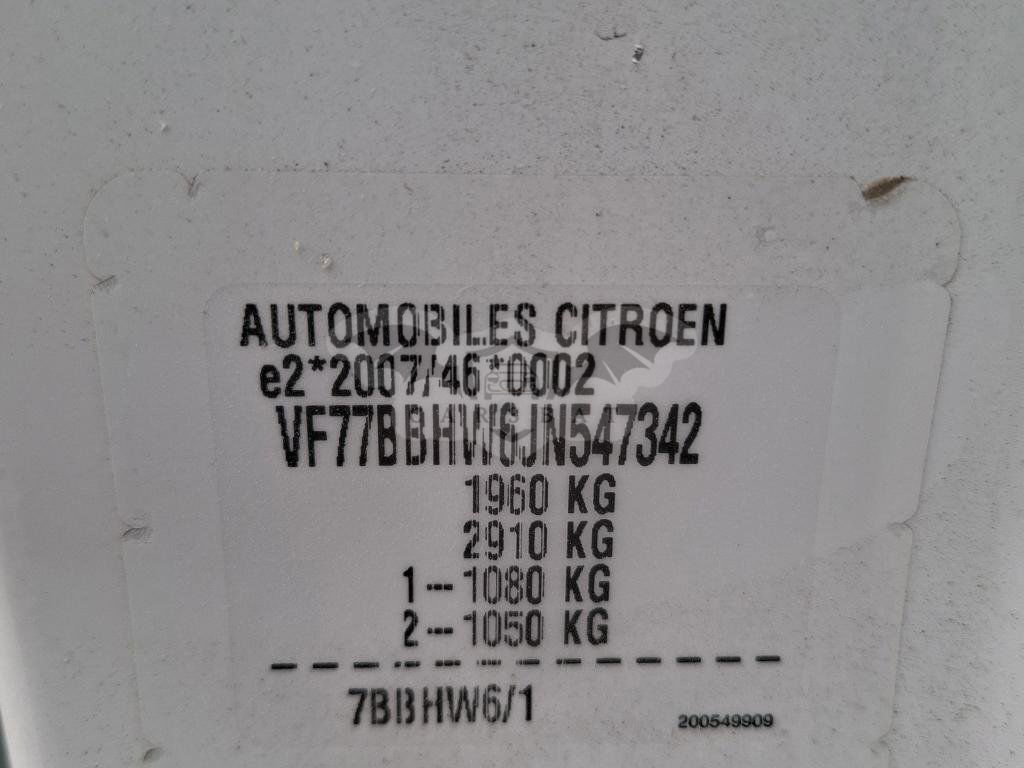 AUTOMOBILES CITROEN
e2*2007/46*0002
VF77BBHW6JN547342
1960 KG
2910 KG
1---1080 KG
2---1050 KG
- - - - - - - - - - - - -
7BBHW6/1
200549909